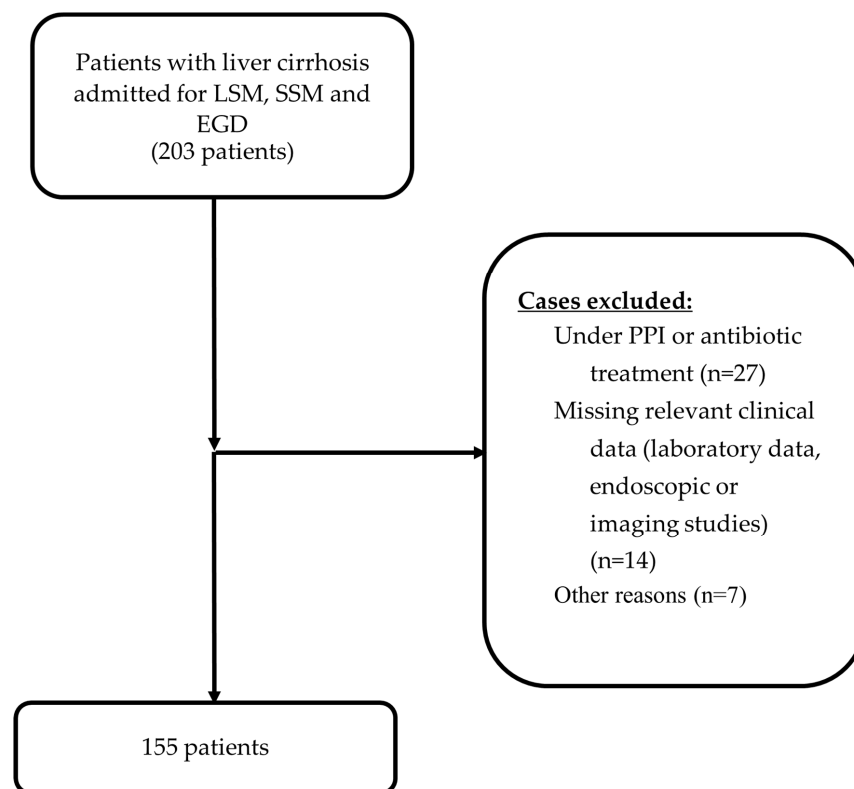 Patients with liver cirrhosis
admitted for LSM, SSM and
EGD
(203 patients)
Cases excluded:
Under PPI or antibiotic
treatment (n=27)
Missing relevant clinical
data (laboratory data,
endoscopic or
imaging studies)
(n=14)
Other reasons (n=7)
155 patients